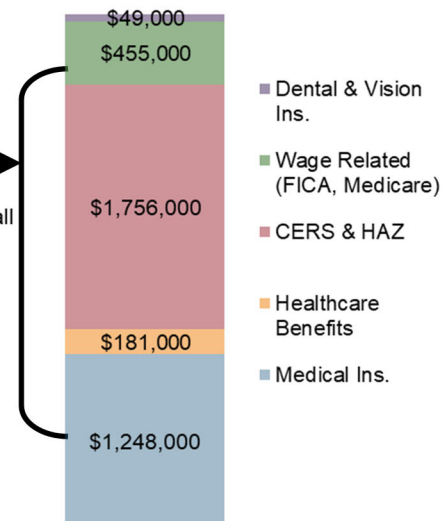 $49,000
$455,000
$1,756,000
$181,000
$1,248,000
all
Dental & Vision
Ins.
Wage Related
(FICA, Medicare)
CERS & HAZ
Healthcare
Benefits
Medical Ins.